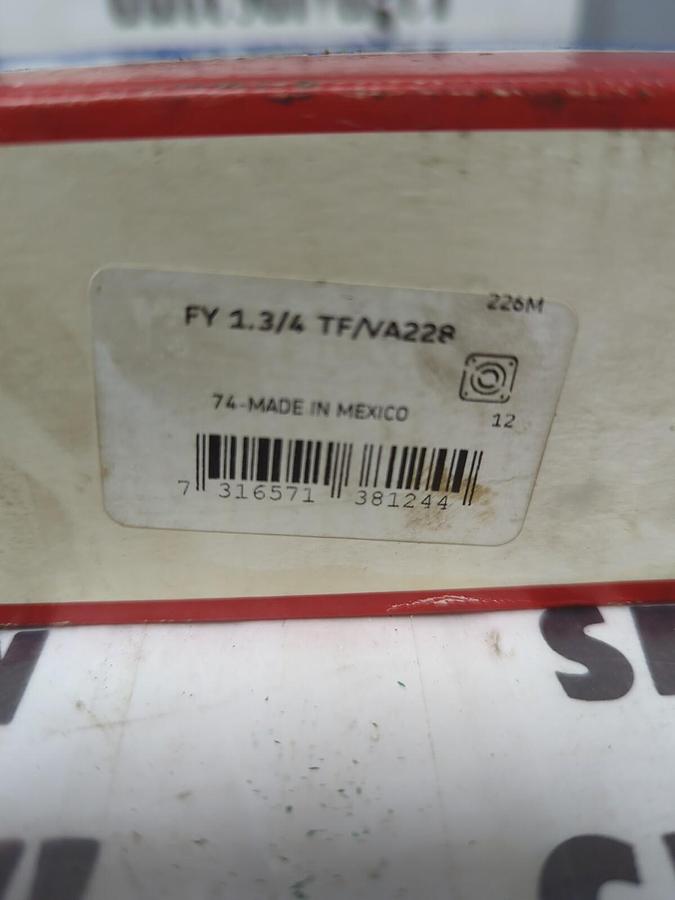 226M
FY 1.3/4 TF/VA228
74-MADE IN MEXICO
12
7 316571 381244